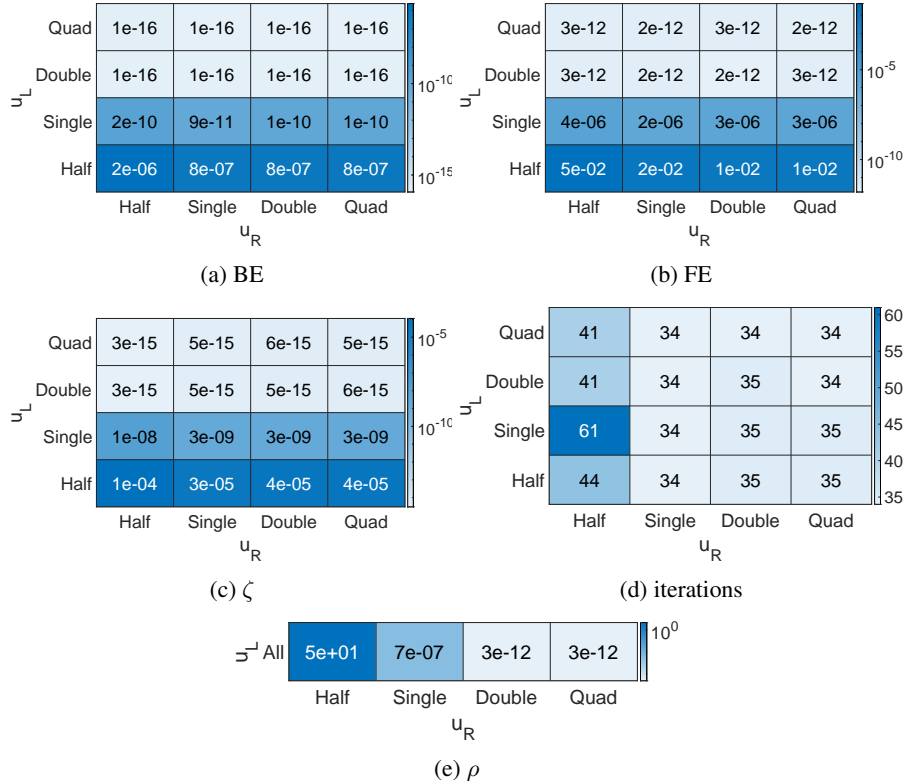 Quad 1e-16 1e-16 1e-16 1e-16
Double 1e-16 1e-16 1e-16 1e-16
Single 2e-10 9e-11 1e-10 1e-10
Half 2e-06 8e-07 8e-07 8e-07
u_L
10^-10
10^-15
Half Single Double Quad
u_R
(a) BE
Quad 3e-12 2e-12 3e-12 2e-12
Double 3e-12 2e-12 2e-12 3e-12
Single 4e-06 2e-06 3e-06 3e-06
Half 5e-02 2e-02 1e-02 1e-02
u_L
10^-5
10^-10
Half Single Double Quad
u_R
(b) FE
Quad 3e-15 5e-15 6e-15 5e-15
Double 3e-15 5e-15 5e-15 6e-15
Single 1e-08 3e-09 3e-09 3e-09
Half 1e-04 3e-05 4e-05 4e-05
u_L
10^-5
10^-10
Half Single Double Quad
u_R
(c) ζ
Quad 41 34 34 34
Double 41 34 35 34
Single 61 34 35 35
Half 44 34 35 35
u_L
60
55
50
45
40
35
Half Single Double Quad
u_R
(d) iterations
u_L All 5e+01 7e-07 3e-12 3e-12
10^0
Half Single Double Quad
u_R
(e) ρ